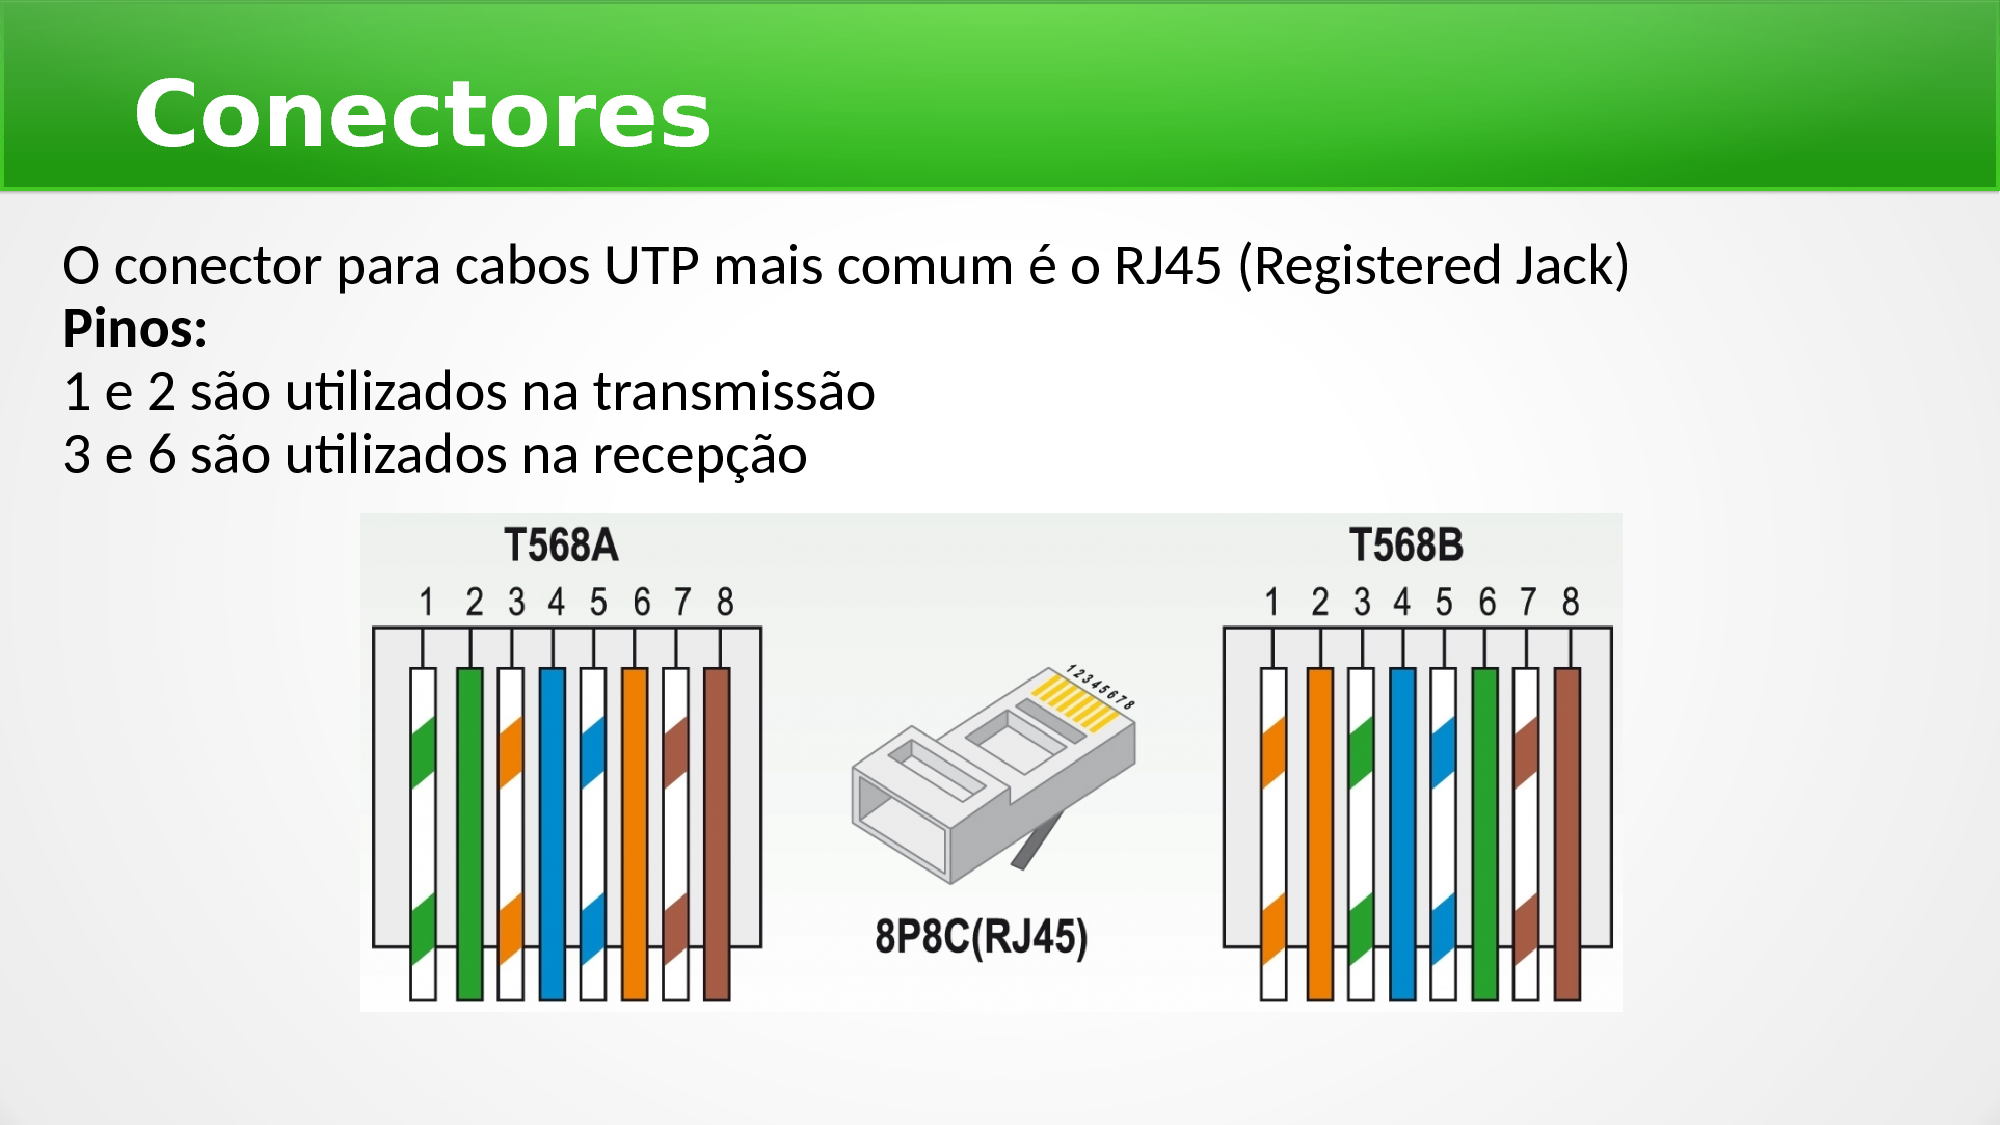 Conectores
O conector para cabos UTP mais comum é o RJ45 (Registered Jack)
Pinos:
1 e 2 são utilizados na transmissão
3 e 6 são utilizados na recepção
T568A
1 2 3 4 5 6 7 8
T568B
1 2 3 4 5 6 7 8
12345678
8P8C(RJ45)